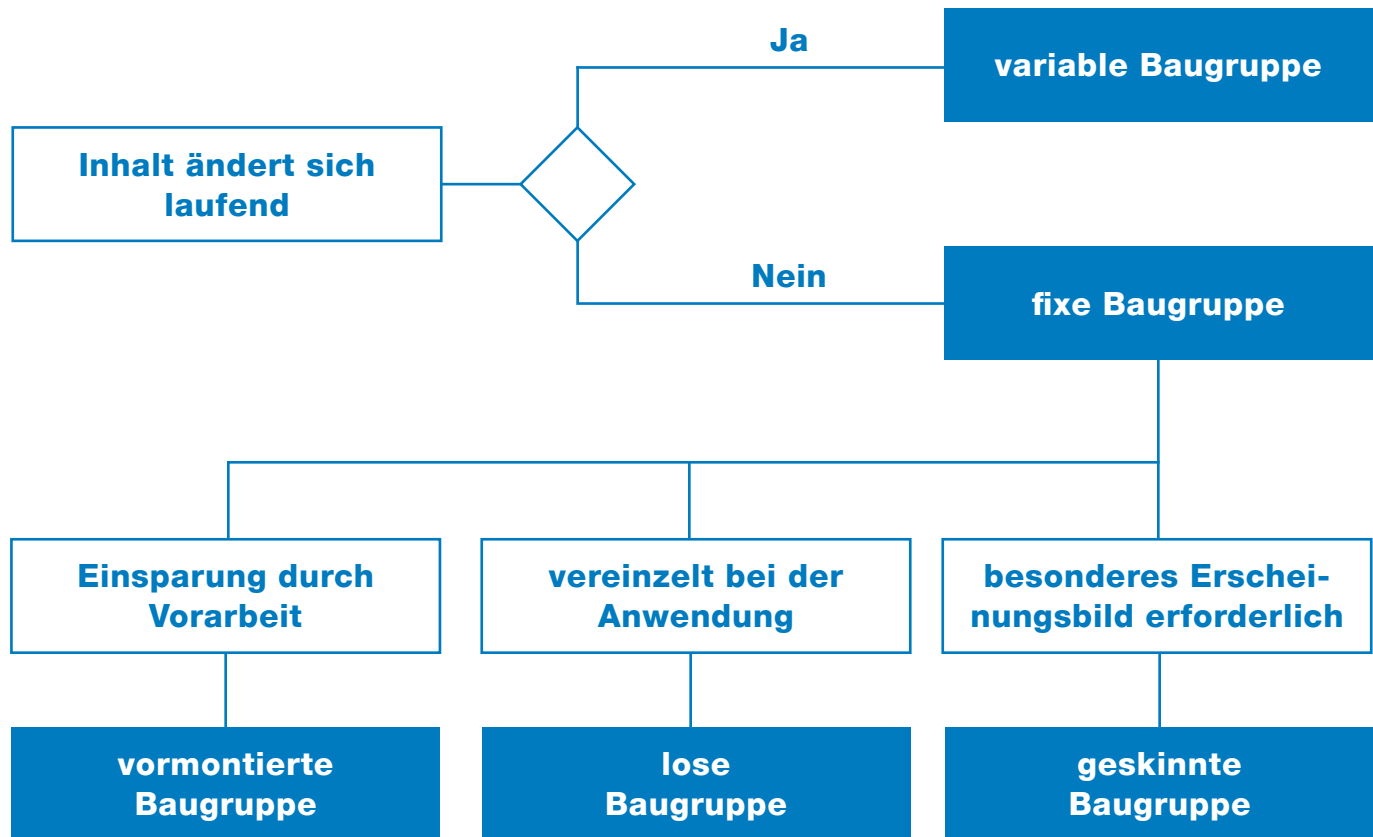 Ja
variable Baugruppe
Inhalt ändert sich
laufend
Nein
fixe Baugruppe
Einsparung durch
Vorarbeit
vereinzelt bei der
Anwendung
besonderes Erschei-
nungsbild erforderlich
vormontierte
Baugruppe
lose
Baugruppe
geskinnte
Baugruppe